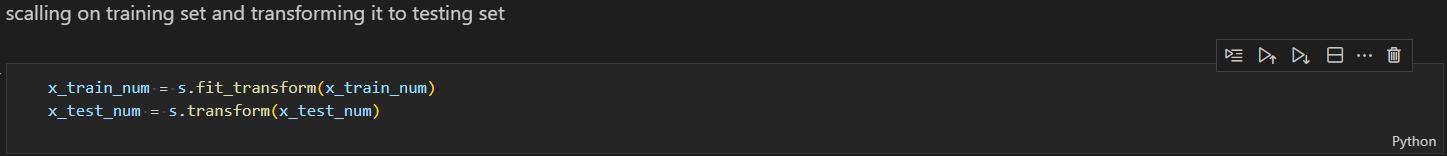 scalling on training set and transforming it to testing set
x_train_num = s.fit_transform(x_train_num)
x_test_num = s.transform(x_test_num)
Python